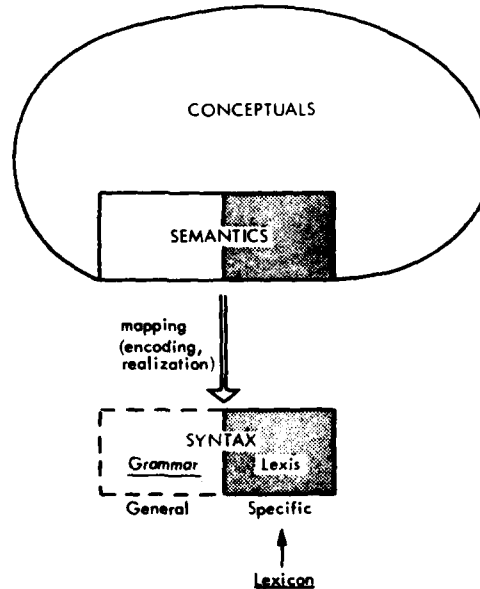 CONCEPTUALS
SEMANTICS
mapping
(encoding,
realization)
SYNTAX
Grammar Lexis
General Specific
Lexicon